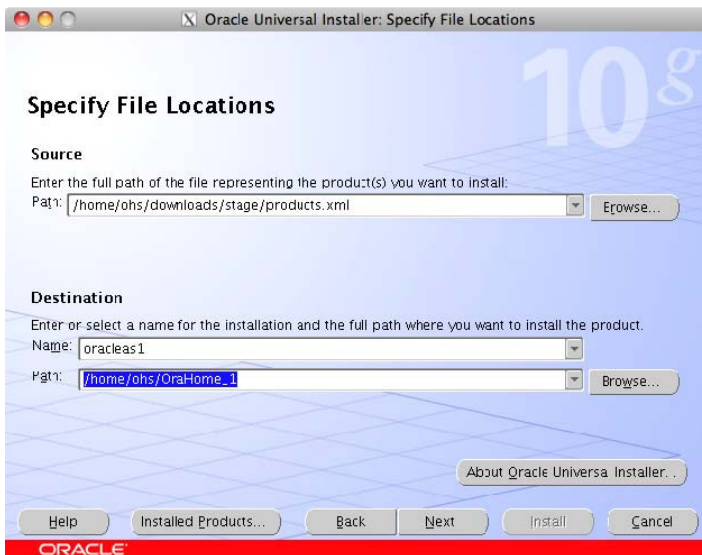 X Oracle Universal Installer: Specify File Locations
10g
Specify File Locations
Source
Enter the full path of the file representing the product(s) you want to install:
Path: /home/ohs/downloads/stage/products.xml Browse...
Destination
Enter or select a name for the installation and the full path where you want to install the product.
Name: oracleas1
Path: /home/ohs/OraHome_1 Browse...
About Oracle Universal Installer...
Help Installed Products... Back Next Install Cancel
ORACLE